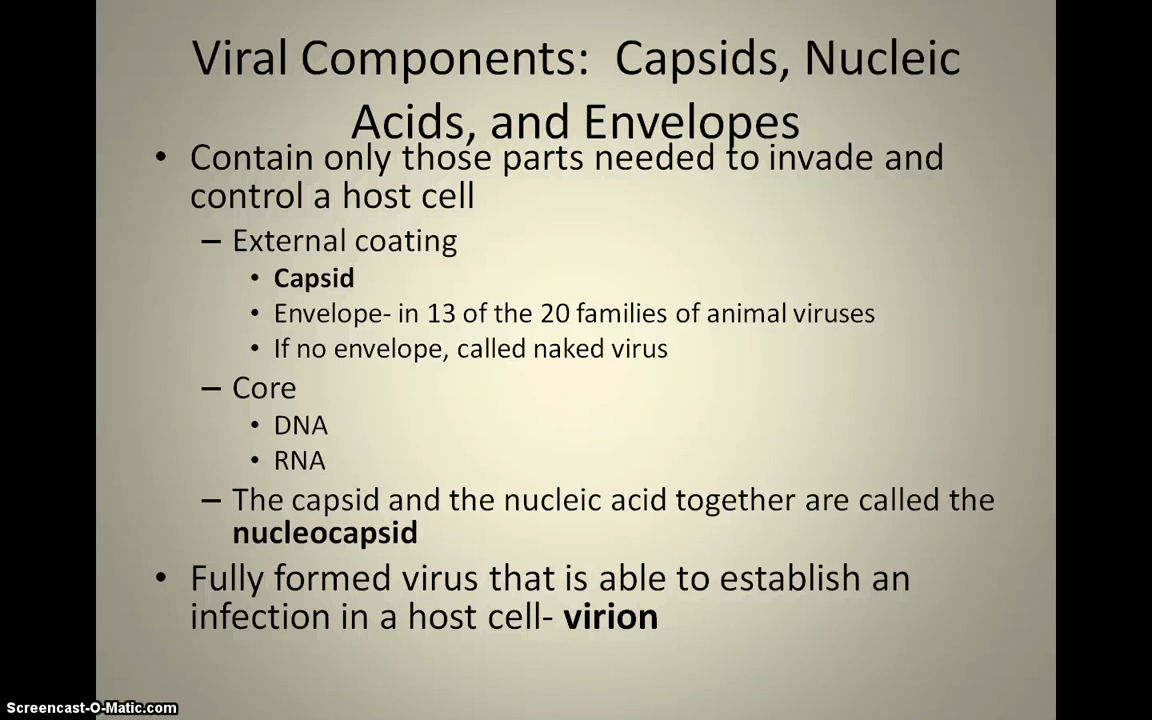 Viral Components:  Capsids, Nucleic
Acids, and Envelopes
• Contain only those parts needed to invade and
control a host cell
– External coating
• Capsid
• Envelope- in 13 of the 20 families of animal viruses
• If no envelope, called naked virus
– Core
• DNA
• RNA
– The capsid and the nucleic acid together are called the
nucleocapsid
• Fully formed virus that is able to establish an
infection in a host cell- virion
Screencast-O-Matic.com